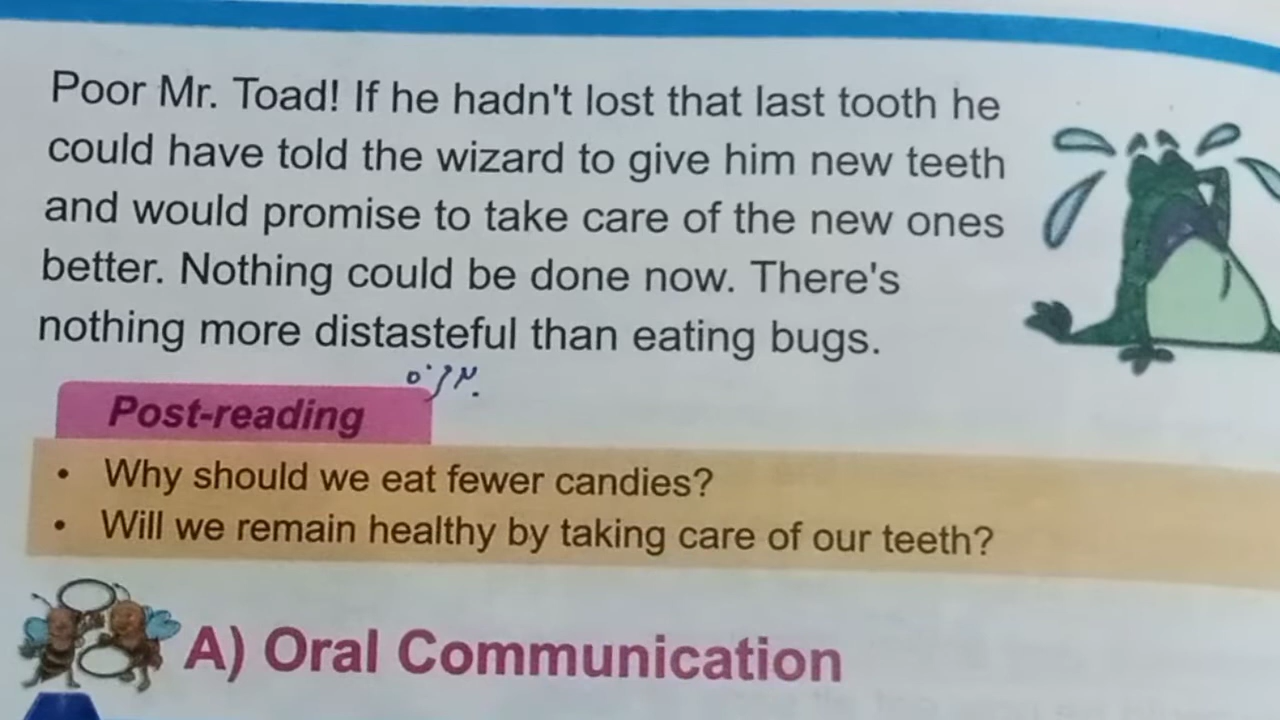 Poor Mr. Toad! If he hadn't lost that last tooth he
could have told the wizard to give him new teeth
and would promise to take care of the new ones
better. Nothing could be done now. There's
nothing more distasteful than eating bugs.
Post-reading
• Why should we eat fewer candies?
• Will we remain healthy by taking care of our teeth?
A) Oral Communication